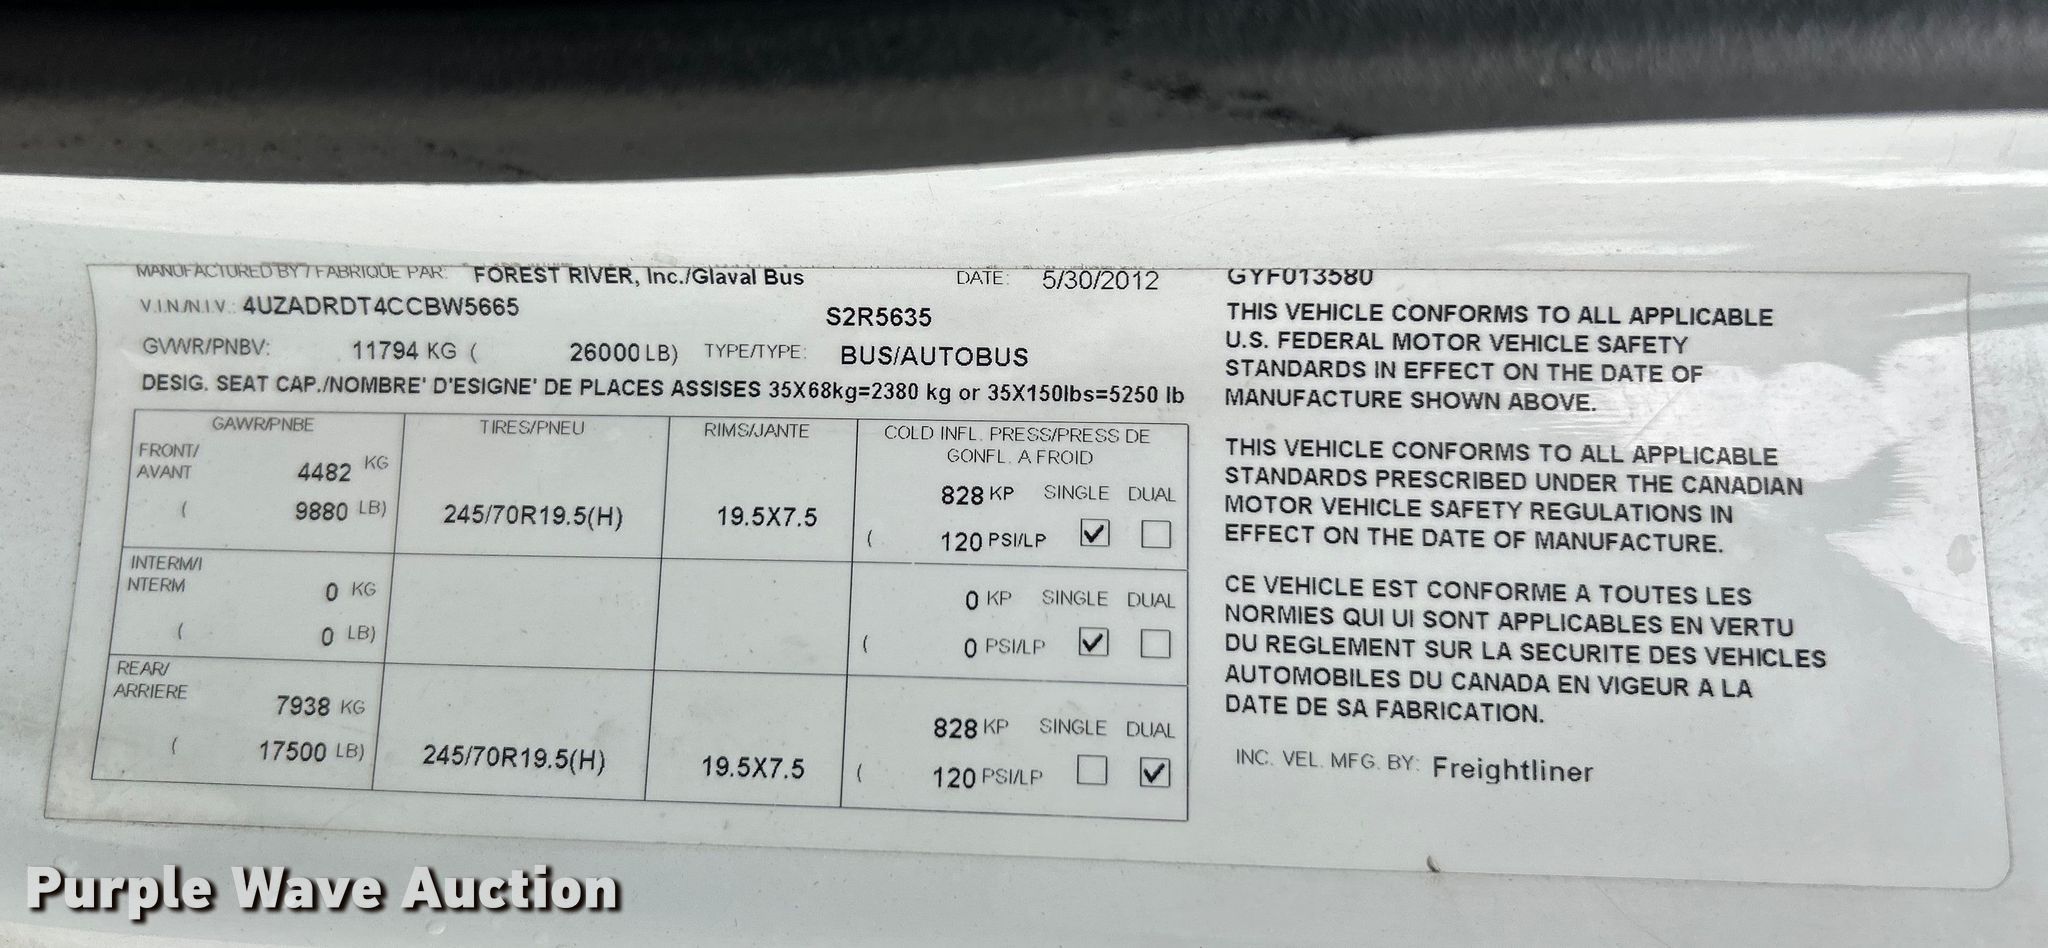 MANUFACTURED BY / FABRIQUE PAR: FOREST RIVER, Inc./Glaval Bus DATE: 5/30/2012
V.I.N/N.I.V.: 4UZADRDT4CCBW5665 S2R5635
GVWR/PNBV: 11794 KG ( 26000 LB) TYPE/TYPE: BUS/AUTOBUS
DESIG. SEAT CAP./NOMBRE' D'ESIGNE' DE PLACES ASSISES 35X68kg=2380 kg or 35X150lbs=5250 lb
GAWR/PNBE TIRES/PNEU RIMS/JANTE COLD INFL. PRESS/PRESS DE
GONFL. A FROID
FRONT/
AVANT 4482 KG 828 KP SINGLE DUAL
( 9880 LB) 245/70R19.5(H) 19.5X7.5 ( 120 PSI/LP
INTERM/I
NTERM 0 KG 0 KP SINGLE DUAL
( 0 LB) ( 0 PSI/LP
REAR/
ARRIERE 7938 KG 828 KP SINGLE DUAL
( 17500 LB) 245/70R19.5(H) 19.5X7.5 ( 120 PSI/LP
GYF013580
THIS VEHICLE CONFORMS TO ALL APPLICABLE
U.S. FEDERAL MOTOR VEHICLE SAFETY
STANDARDS IN EFFECT ON THE DATE OF
MANUFACTURE SHOWN ABOVE.
THIS VEHICLE CONFORMS TO ALL APPLICABLE
STANDARDS PRESCRIBED UNDER THE CANADIAN
MOTOR VEHICLE SAFETY REGULATIONS IN
EFFECT ON THE DATE OF MANUFACTURE.
CE VEHICLE EST CONFORME A TOUTES LES
NORMIES QUI UI SONT APPLICABLES EN VERTU
DU REGLEMENT SUR LA SECURITE DES VEHICLES
AUTOMOBILES DU CANADA EN VIGEUR A LA
DATE DE SA FABRICATION.
INC. VEL. MFG. BY: Freightliner
Purple Wave Auction